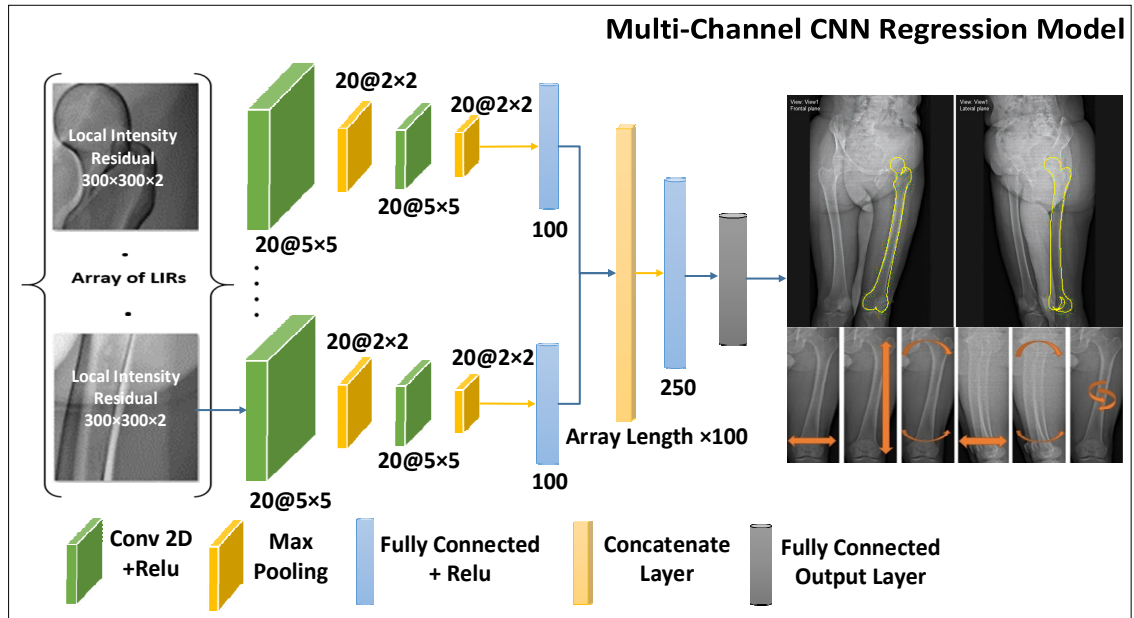 Multi-Channel CNN Regression Model
Local Intensity
Residual
300×300×2
Array of LIRs
Local Intensity
Residual
300×300×2
20@5×5
20@2×2
20@5×5
20@2×2
100
20@5×5
20@2×2
20@5×5
20@2×2
100
Array Length ×100
250
View: View1
Frontal plane
View: View1
Lateral plane
Conv 2D
+Relu
Max
Pooling
Fully Connected
+ Relu
Concatenate
Layer
Fully Connected
Output Layer